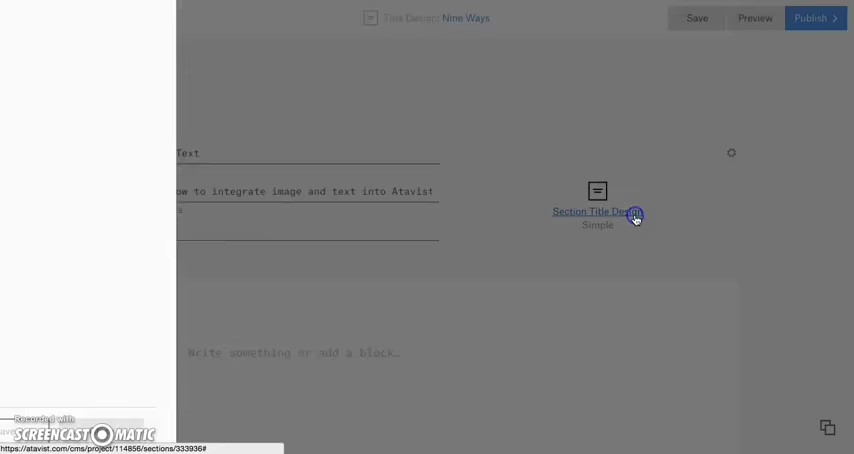 Title Design: Nine Ways
Save
Preview
Publish
Text
ow to integrate image and text into Atavist
Section Title Design
Simple
Write something or add a block...
Recorded with
SCREENCAST MATIC
https://atavist.com/cms/project/114856/sections/333936#